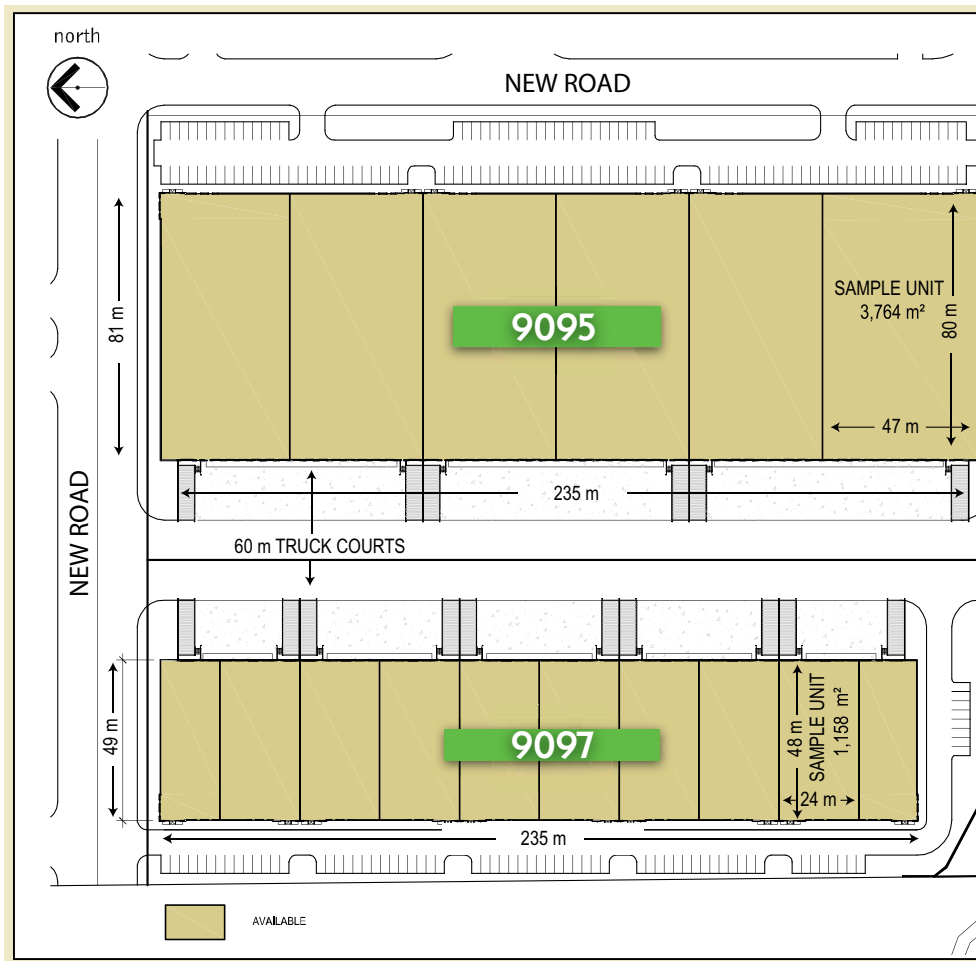 north
NEW ROAD
81 m
9095
SAMPLE UNIT
3,764 m²
80 m
47 m
235 m
NEW ROAD
60 m TRUCK COURTS
49 m
9097
48 m
SAMPLE UNIT
1,158 m²
24 m
235 m
AVAILABLE